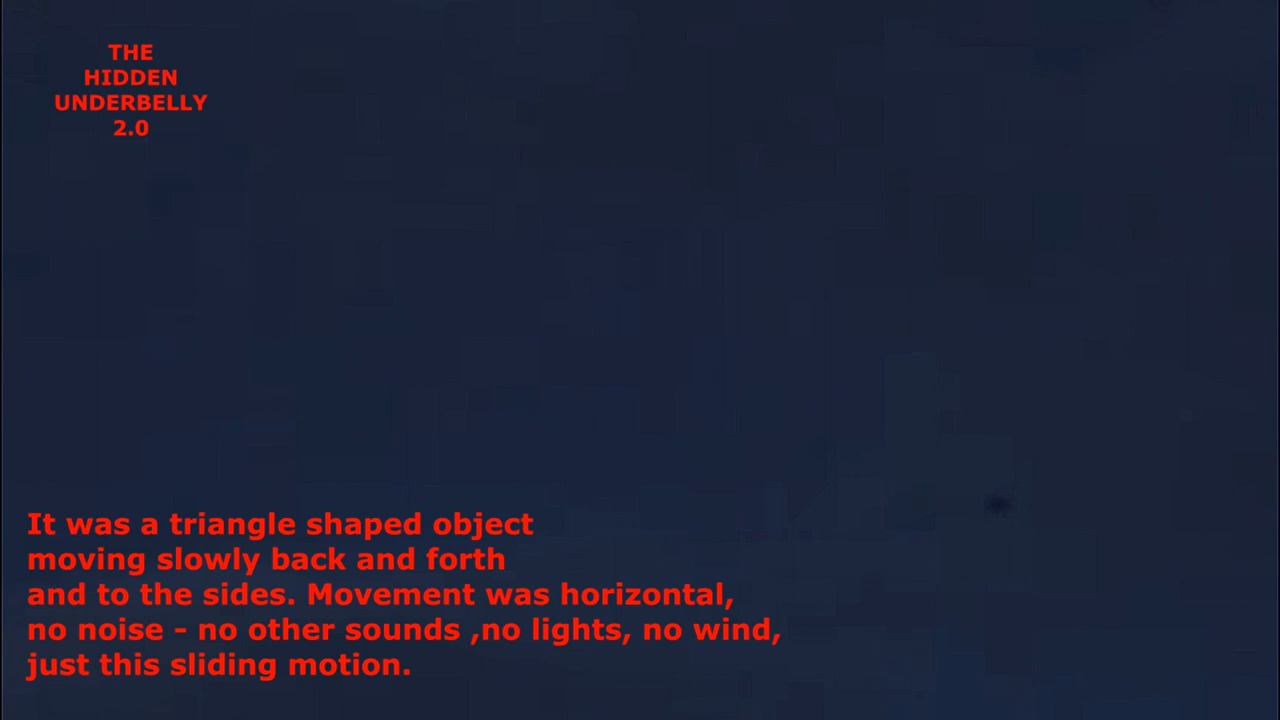 THE
HIDDEN
UNDERBELLY
2.0
It was a triangle shaped object
moving slowly back and forth
and to the sides. Movement was horizontal,
no noise - no other sounds ,no lights, no wind,
just this sliding motion.